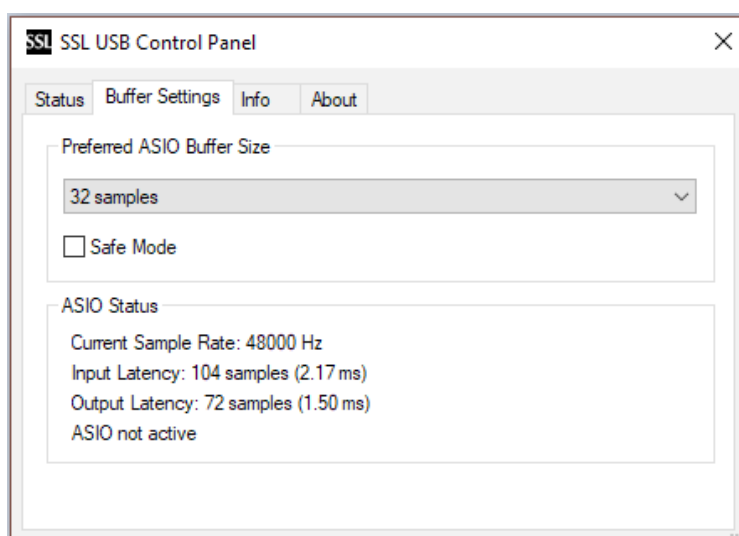 SSL SSL USB Control Panel
Status Buffer Settings Info About
Preferred ASIO Buffer Size
32 samples
Safe Mode
ASIO Status
Current Sample Rate: 48000 Hz
Input Latency: 104 samples (2.17 ms)
Output Latency: 72 samples (1.50 ms)
ASIO not active